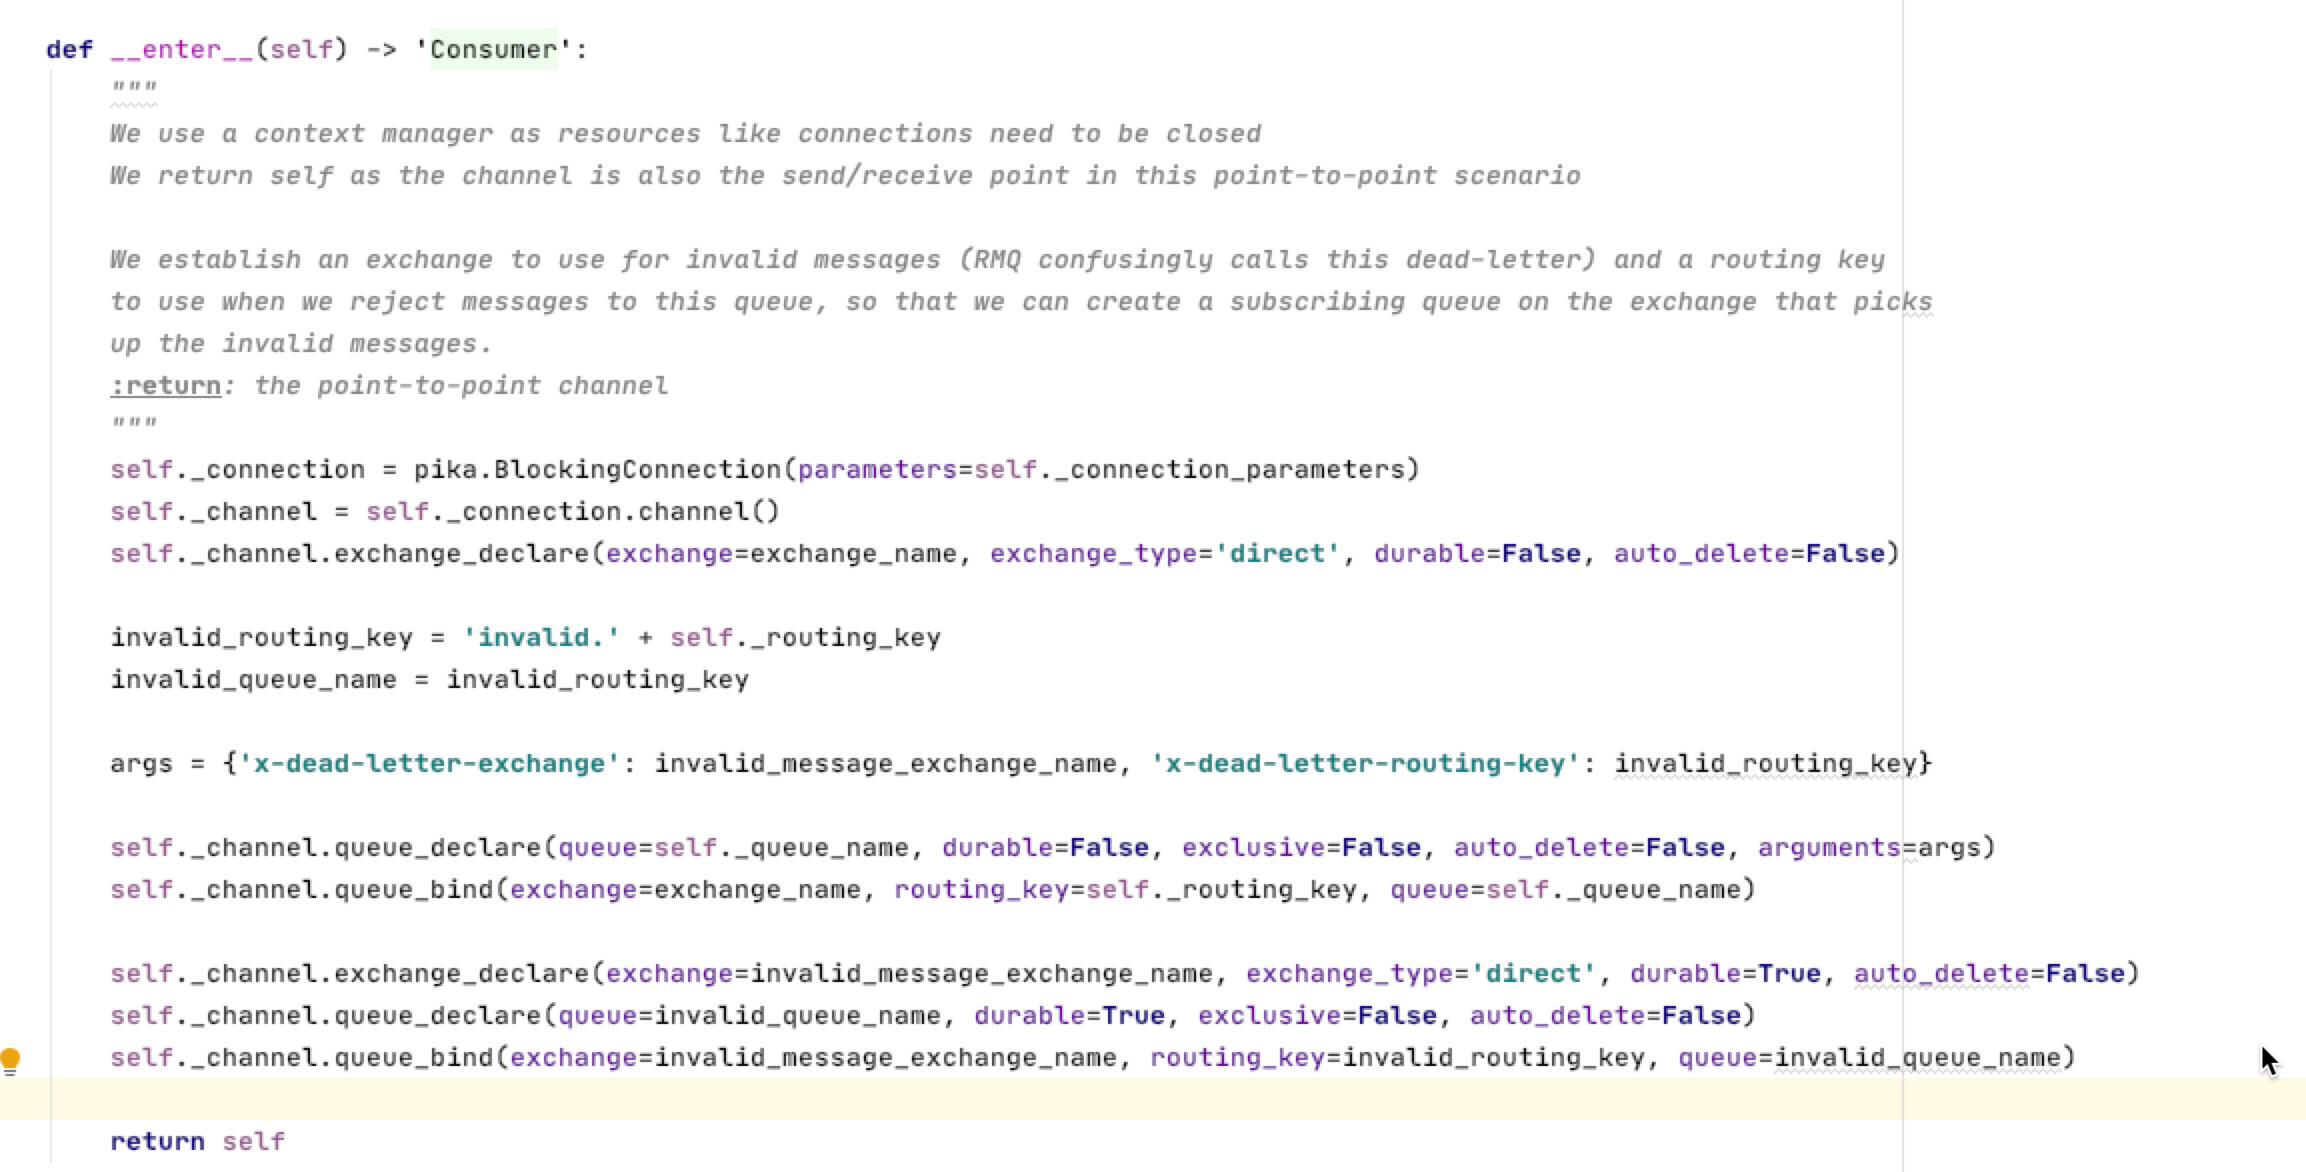 def __enter__(self) -> 'Consumer':
"""
We use a context manager as resources like connections need to be closed
We return self as the channel is also the send/receive point in this point-to-point scenario
We establish an exchange to use for invalid messages (RMQ confusingly calls this dead-letter) and a routing key
to use when we reject messages to this queue, so that we can create a subscribing queue on the exchange that picks
up the invalid messages.
:return: the point-to-point channel
"""
self._connection = pika.BlockingConnection(parameters=self._connection_parameters)
self._channel = self._connection.channel()
self._channel.exchange_declare(exchange=exchange_name, exchange_type='direct', durable=False, auto_delete=False)
invalid_routing_key = 'invalid.' + self._routing_key
invalid_queue_name = invalid_routing_key
args = {'x-dead-letter-exchange': invalid_message_exchange_name, 'x-dead-letter-routing-key': invalid_routing_key}
self._channel.queue_declare(queue=self._queue_name, durable=False, exclusive=False, auto_delete=False, arguments=args)
self._channel.queue_bind(exchange=exchange_name, routing_key=self._routing_key, queue=self._queue_name)
self._channel.exchange_declare(exchange=invalid_message_exchange_name, exchange_type='direct', durable=True, auto_delete=False)
self._channel.queue_declare(queue=invalid_queue_name, durable=True, exclusive=False, auto_delete=False)
self._channel.queue_bind(exchange=invalid_message_exchange_name, routing_key=invalid_routing_key, queue=invalid_queue_name)
return self